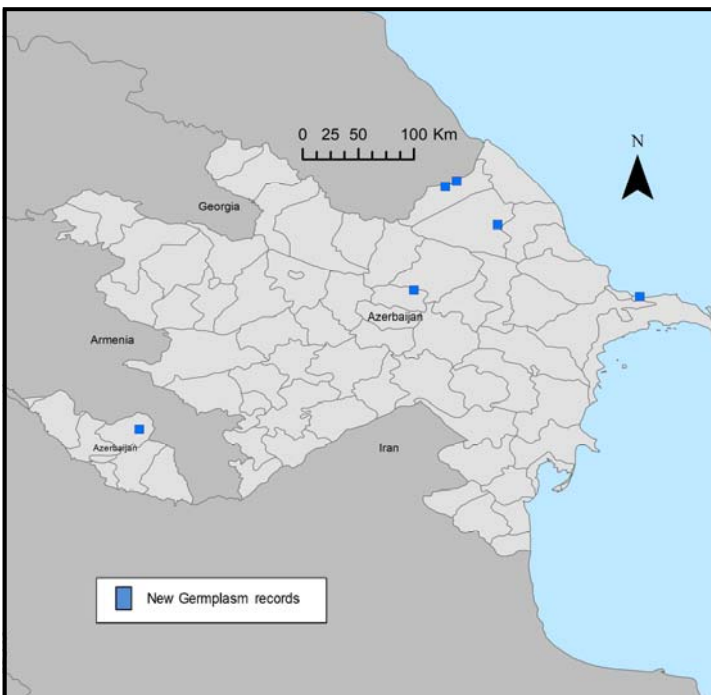 0 25 50 100 Km
N
Georgia
Azerbaijan
Armenia
Azerbaijan
Iran
New Germplasm records